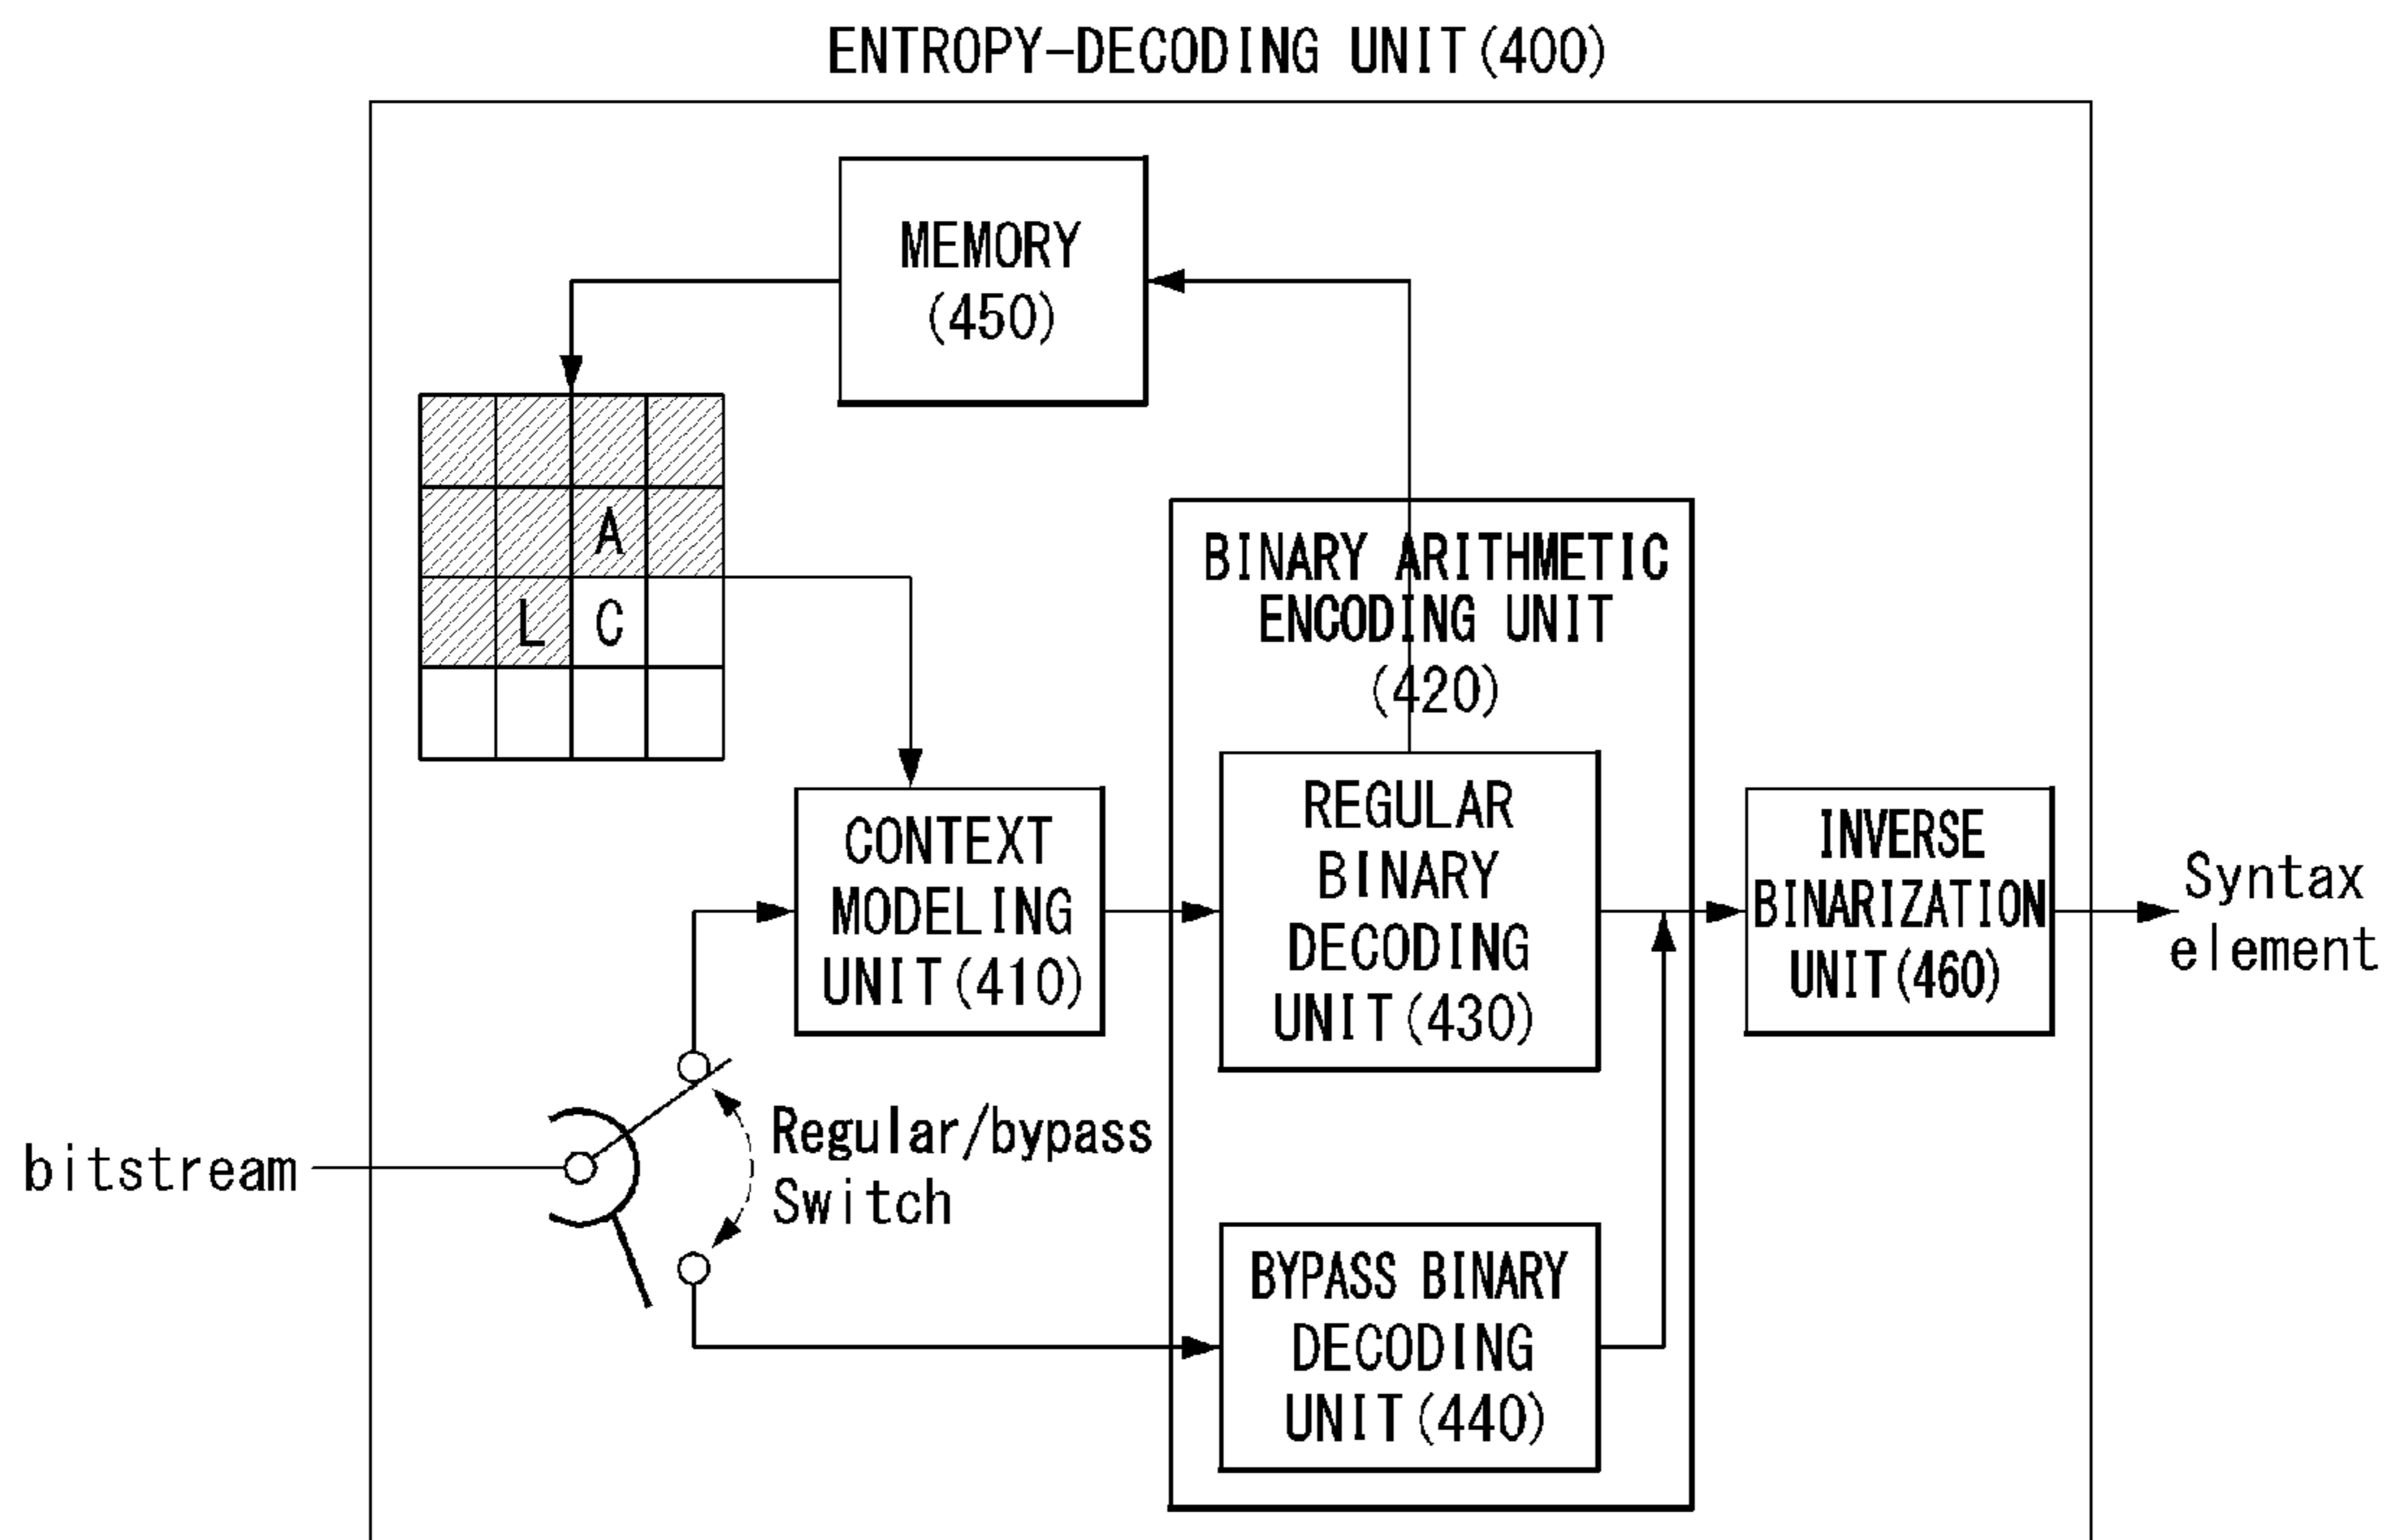 ENTROPY-DECODING UNIT(400)
MEMORY
(450)
A
L
C
BINARY ARITHMETIC
ENCODING UNIT
(420)
CONTEXT
MODELING
UNIT(410)
REGULAR
BINARY
DECODING
UNIT(430)
INVERSE
BINARIZATION
UNIT(460)
Syntax
element
bitstream
Regular/bypass
Switch
BYPASS BINARY
DECODING
UNIT(440)